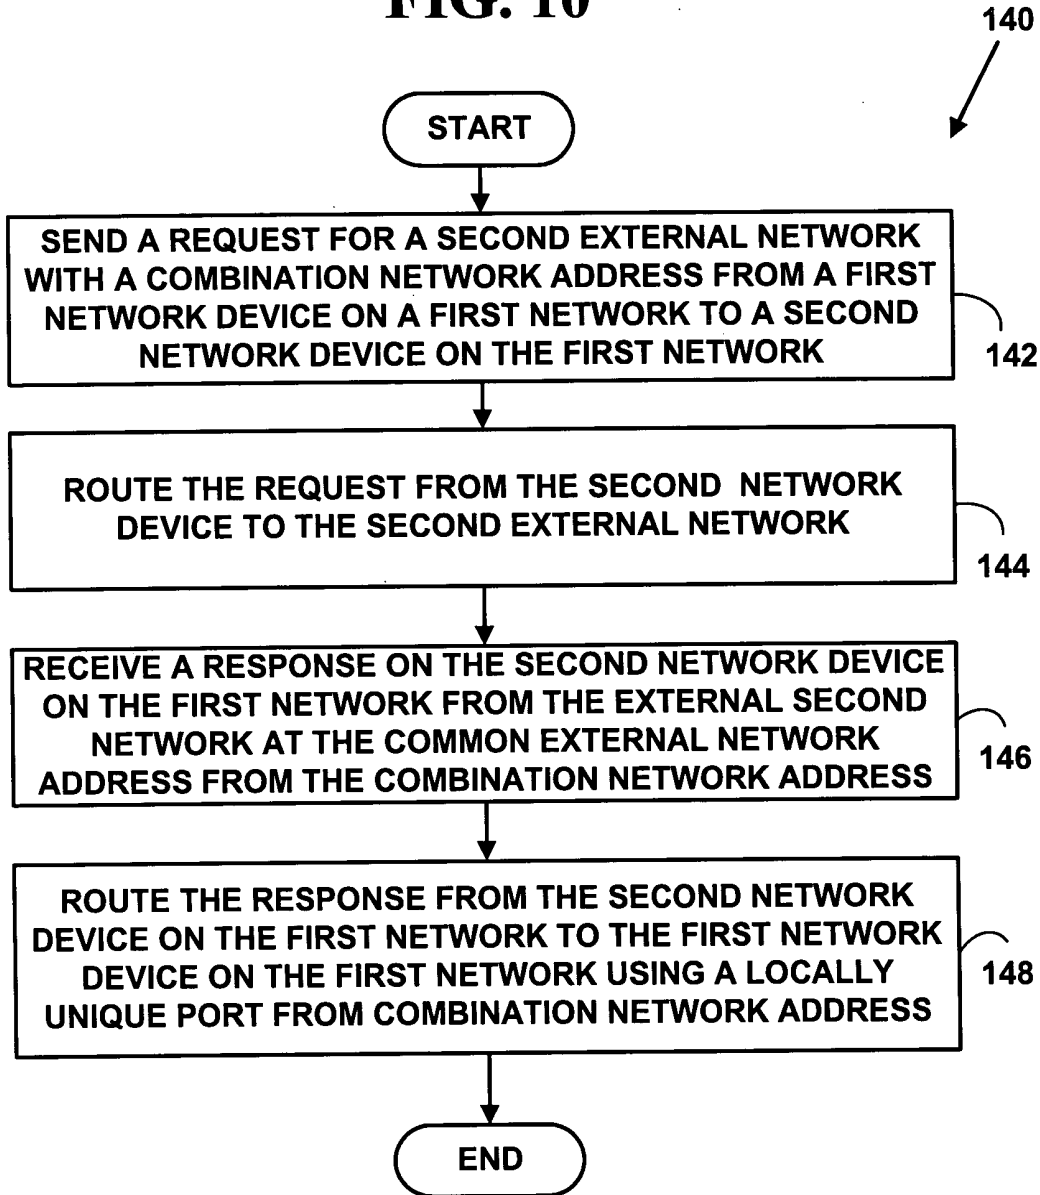 FIG. 10
140
START
SEND A REQUEST FOR A SECOND EXTERNAL NETWORK
WITH A COMBINATION NETWORK ADDRESS FROM A FIRST
NETWORK DEVICE ON A FIRST NETWORK TO A SECOND
NETWORK DEVICE ON THE FIRST NETWORK
142
ROUTE THE REQUEST FROM THE SECOND NETWORK
DEVICE TO THE SECOND EXTERNAL NETWORK
144
RECEIVE A RESPONSE ON THE SECOND NETWORK DEVICE
ON THE FIRST NETWORK FROM THE EXTERNAL SECOND
NETWORK AT THE COMMON EXTERNAL NETWORK
ADDRESS FROM THE COMBINATION NETWORK ADDRESS
146
ROUTE THE RESPONSE FROM THE SECOND NETWORK
DEVICE ON THE FIRST NETWORK TO THE FIRST NETWORK
DEVICE ON THE FIRST NETWORK USING A LOCALLY
UNIQUE PORT FROM COMBINATION NETWORK ADDRESS
148
END